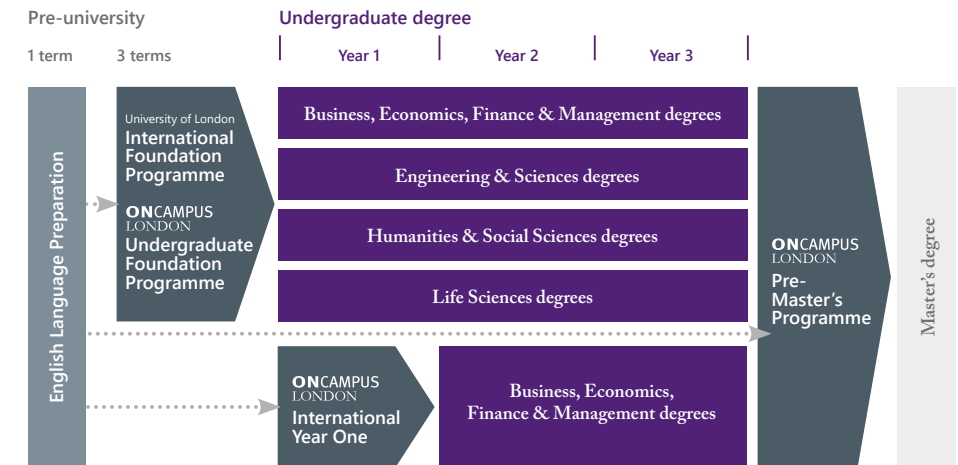 Pre-university
Undergraduate degree
1 term
3 terms
Year 1
Year 2
Year 3
English Language Preparation
University of London
International
Foundation
Programme
ONCAMPUS
LONDON
Undergraduate
Foundation
Programme
Business, Economics, Finance & Management degrees
Engineering & Sciences degrees
Humanities & Social Sciences degrees
Life Sciences degrees
ONCAMPUS
LONDON
International
Year One
Business, Economics,
Finance & Management degrees
ONCAMPUS
LONDON
Pre-
Master's
Programme
Master's degree